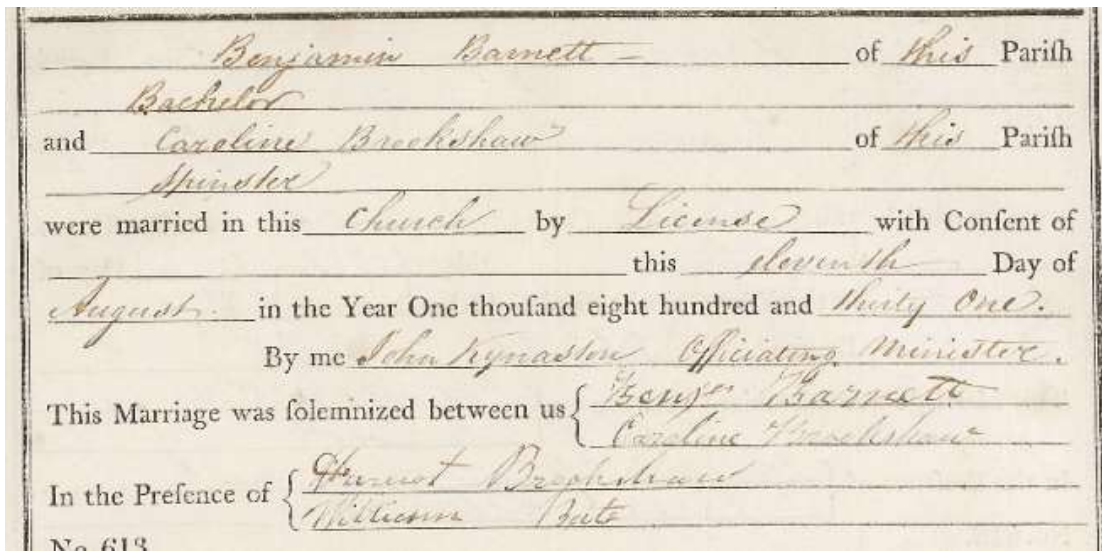 Benjamin Barnett — of this Pariſh
Bachelor
and Caroline Brookshaw of this Pariſh
Spinster
were married in this Church by License with Conſent of
this eleventh Day of
August in the Year One thouſand eight hundred and thirty one.
By me John Kynaston Officiating Minister.
This Marriage was ſolemnized between us { Benjn Barnett
Caroline Brookshaw
In the Preſence of { Harriot Brookshaw
William Bate
No 613